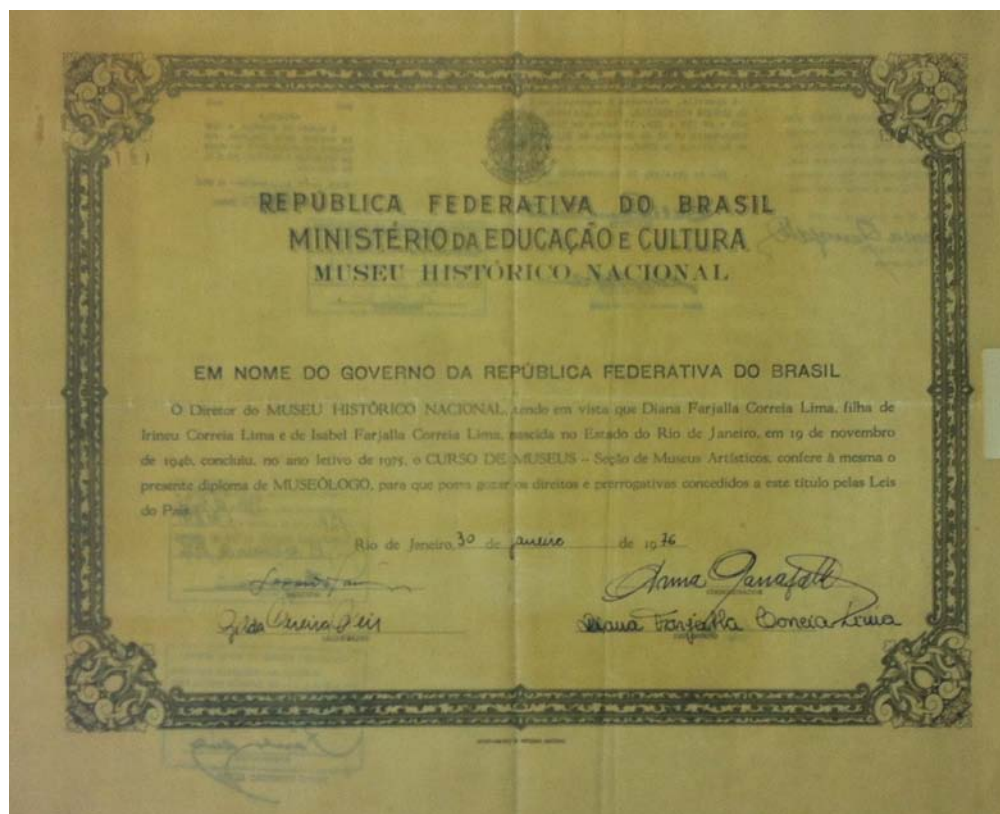 REPÚBLICA FEDERATIVA DO BRASIL
MINISTÉRIO DA EDUCAÇÃO E CULTURA
MUSEU HISTÓRICO NACIONAL
EM NOME DO GOVERNO DA REPÚBLICA FEDERATIVA DO BRASIL
O Diretor do MUSEU HISTÓRICO NACIONAL, tendo em vista que Diana Farjalla Correia Lima, filha de
Irineu Correia Lima e de Isabel Farjalla Correia Lima, nascida no Estado do Rio de Janeiro, em 19 de novembro
de 1946, concluiu, no ano letivo de 1975, o CURSO DE MUSEUS -- Seção de Museus Artísticos, confere à mesma o
presente diploma de MUSEÓLOGO, para que possa gozar os direitos e prerrogativas concedidos a este título pelas Leis
do País.
Rio de Janeiro, 30 de janeiro de 1976
Diana Farjalla Correia Lima